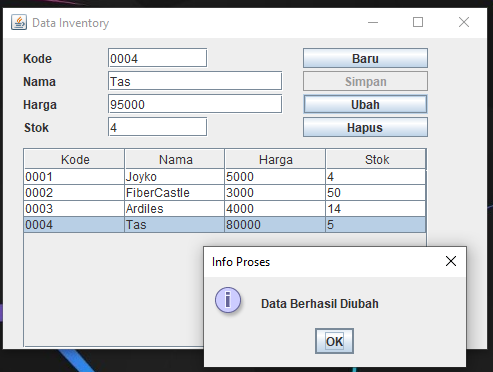 Data Inventory
Kode 0004 Baru
Nama Tas Simpan
Harga 95000 Ubah
Stok 4 Hapus
Kode Nama Harga Stok
0001 Joyko 5000 4
0002 FiberCastle 3000 50
0003 Ardiles 4000 14
0004 Tas 80000 5
Info Proses
Data Berhasil Diubah
OK